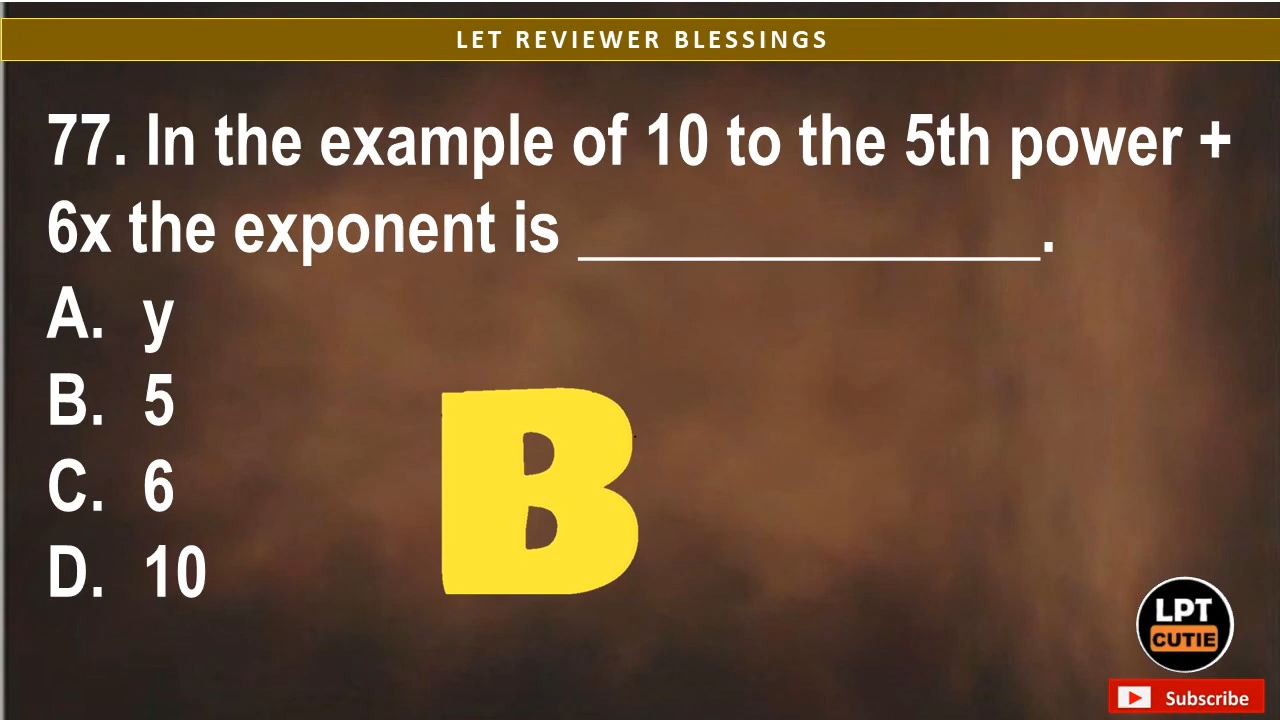 LET REVIEWER BLESSINGS
77. In the example of 10 to the 5th power +
6x the exponent is _________________.
A. y
B. 5
C. 6
D. 10
B
LPT
CUTIE
Subscribe